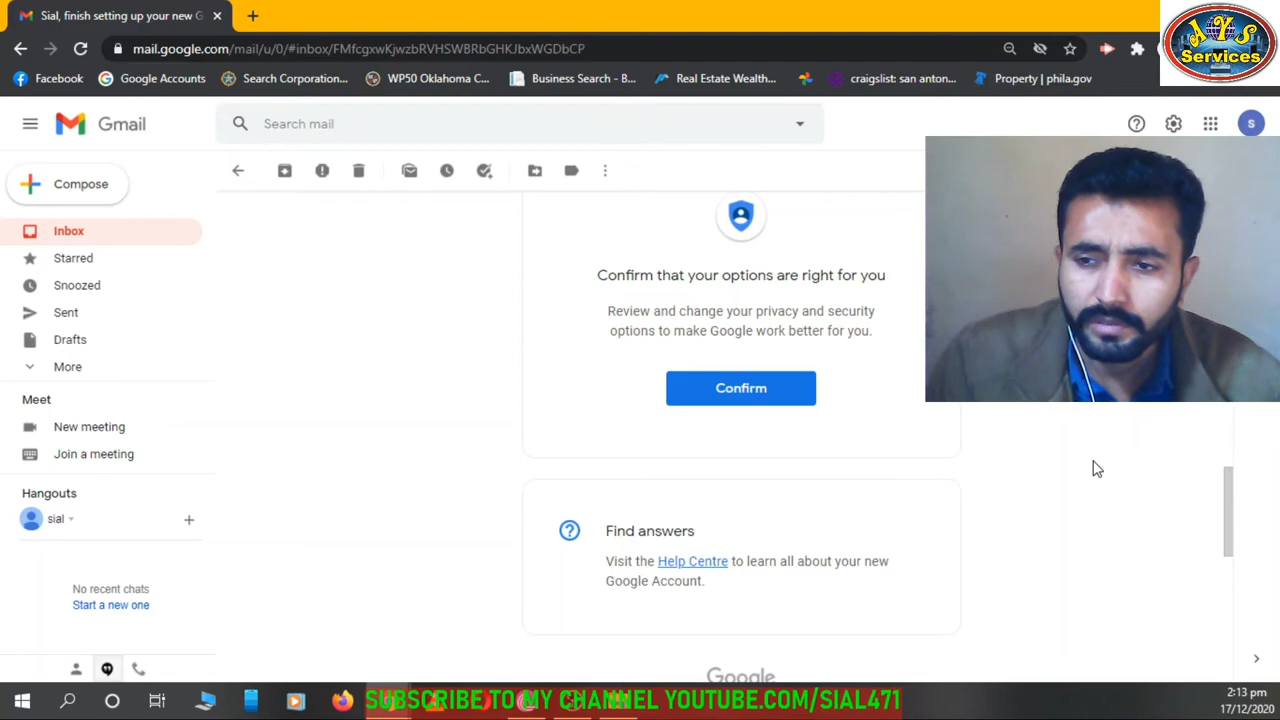 Sial, finish setting up your new G
mail.google.com/mail/u/0/#inbox/FMfcgxwKjwzbRVHSWBRbGHKJbxWGDbCP
Facebook
Google Accounts
Search Corporation...
WP50 Oklahoma C...
Business Search - B...
Real Estate Wealth...
craigslist: san anton...
Property | phila.gov
AYS
Services
Gmail
Search mail
S
Compose
Inbox
Starred
Snoozed
Sent
Drafts
More
Meet
New meeting
Join a meeting
Hangouts
sial
No recent chats
Start a new one
Confirm that your options are right for you
Review and change your privacy and security
options to make Google work better for you.
Confirm
Find answers
Visit the Help Centre to learn all about your new
Google Account.
Google
SUBSCRIBE TO MY CHANNEL YOUTUBE.COM/SIAL471
2:13 pm
17/12/2020